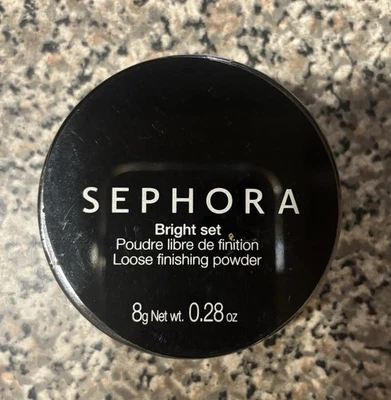 SEPHORA
Bright set
Poudre libre de finition
Loose finishing powder
8g Net wt. 0.28 oz